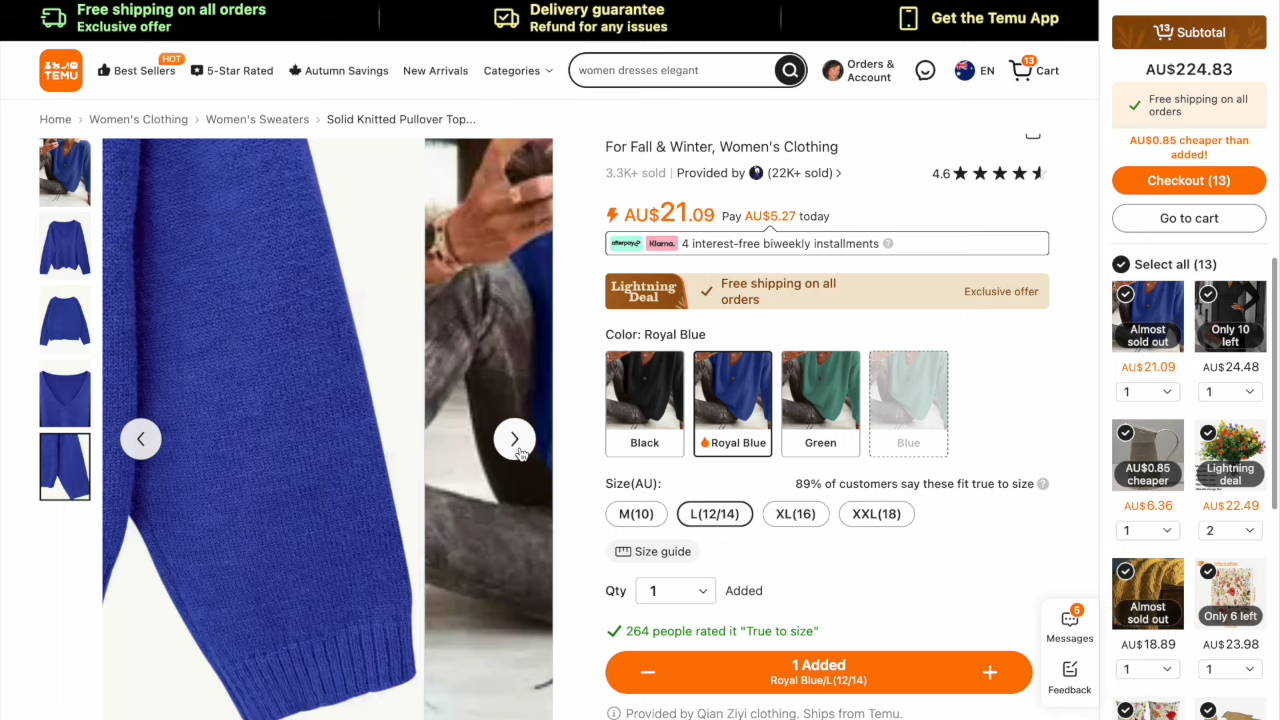 Free shipping on all orders
Exclusive offer
Delivery guarantee
Refund for any issues
Get the Temu App
TEMU
Best Sellers
HOT
5-Star Rated
Autumn Savings
New Arrivals
Categories
women dresses elegant
Orders &
Account
EN
13
Cart
Home > Women's Clothing > Women's Sweaters > Solid Knitted Pullover Top...
For Fall & Winter, Women's Clothing
3.3K+ sold | Provided by (22K+ sold) >
4.6
AU$21.09 Pay AU$5.27 today
afterpay Klarna. 4 interest-free biweekly installments ?
Lightning
Deal
Free shipping on all
orders
Exclusive offer
Color: Royal Blue
Black
Royal Blue
Green
Blue
Size(AU):
89% of customers say these fit true to size ?
M(10)
L(12/14)
XL(16)
XXL(18)
Size guide
Qty 1 Added
264 people rated it "True to size"
1 Added
Royal Blue/L(12/14)
Provided by Qian Ziyi clothing. Ships from Temu.
5
Messages
Feedback
13
Subtotal
AU$224.83
Free shipping on all
orders
AU$0.85 cheaper than
added!
Checkout (13)
Go to cart
Select all (13)
Almost
sold out
Only 10
left
AU$21.09
AU$24.48
1
1
AU$0.85
cheaper
Lightning
deal
AU$6.36
AU$22.49
1
2
Almost
sold out
Only 6 left
AU$18.89
AU$23.98
1
1